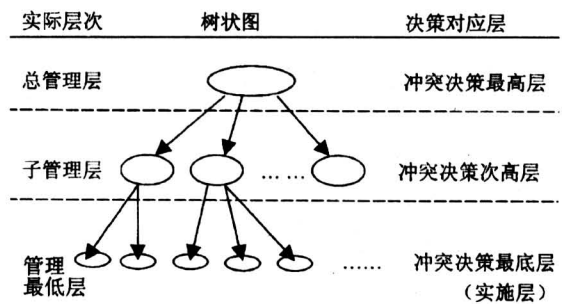 实际层次 树状图 决策对应层
总管理层 冲突决策最高层
子管理层 …… 冲突决策次高层
管理 …… 冲突决策最底层
最低层 （实施层）